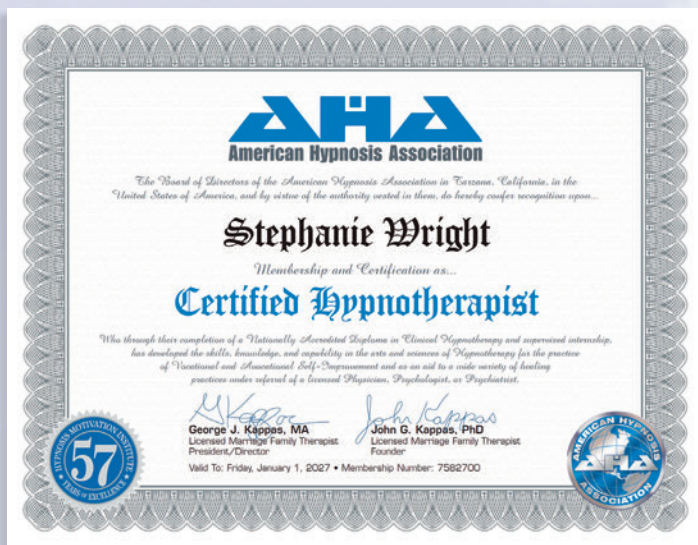 AHA
American Hypnosis Association
The Board of Directors of the American Hypnosis Association in Tarzana, California, in the
United States of America, and by virtue of the authority vested in them, do hereby confer recognition upon...
Stephanie Wright
Membership and Certification as...
Certified Hypnotherapist
Who through their completion of a Nationally Accredited Diploma in Clinical Hypnotherapy and supervised internship,
has developed the skills, knowledge, and capability in the arts and sciences of Hypnotherapy for the practice
of Vocational and Avocational Self-Improvement and as an aid to a wide variety of healing
practices under referral of a licensed Physician, Psychologist, or Psychiatrist.
G Kappas
John Kappas
George J. Kappas, MA
Licensed Marriage Family Therapist
President/Director
John G. Kappas, PhD
Licensed Marriage Family Therapist
Founder
Valid To: Friday, January 1, 2027 • Membership Number: 7582700
HYPNOSIS MOTIVATION INSTITUTE
57
YEARS OF EXCELLENCE
AMERICAN HYPNOSIS
AHA
ASSOCIATION